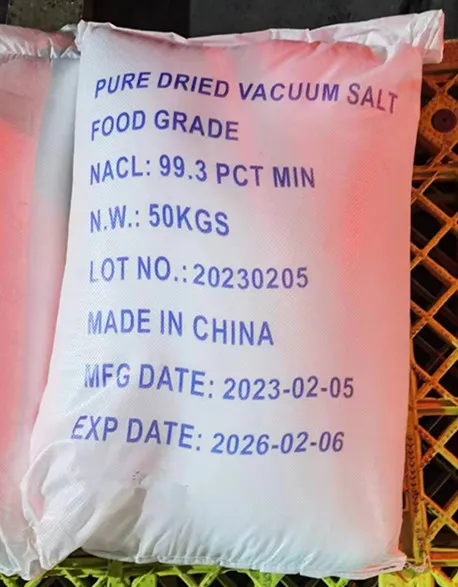 PURE DRIED VACUUM SALT
FOOD GRADE
NACL: 99.3 PCT MIN
N.W.: 50KGS
LOT NO.: 20230205
MADE IN CHINA
MFG DATE: 2023-02-05
EXP DATE: 2026-02-06